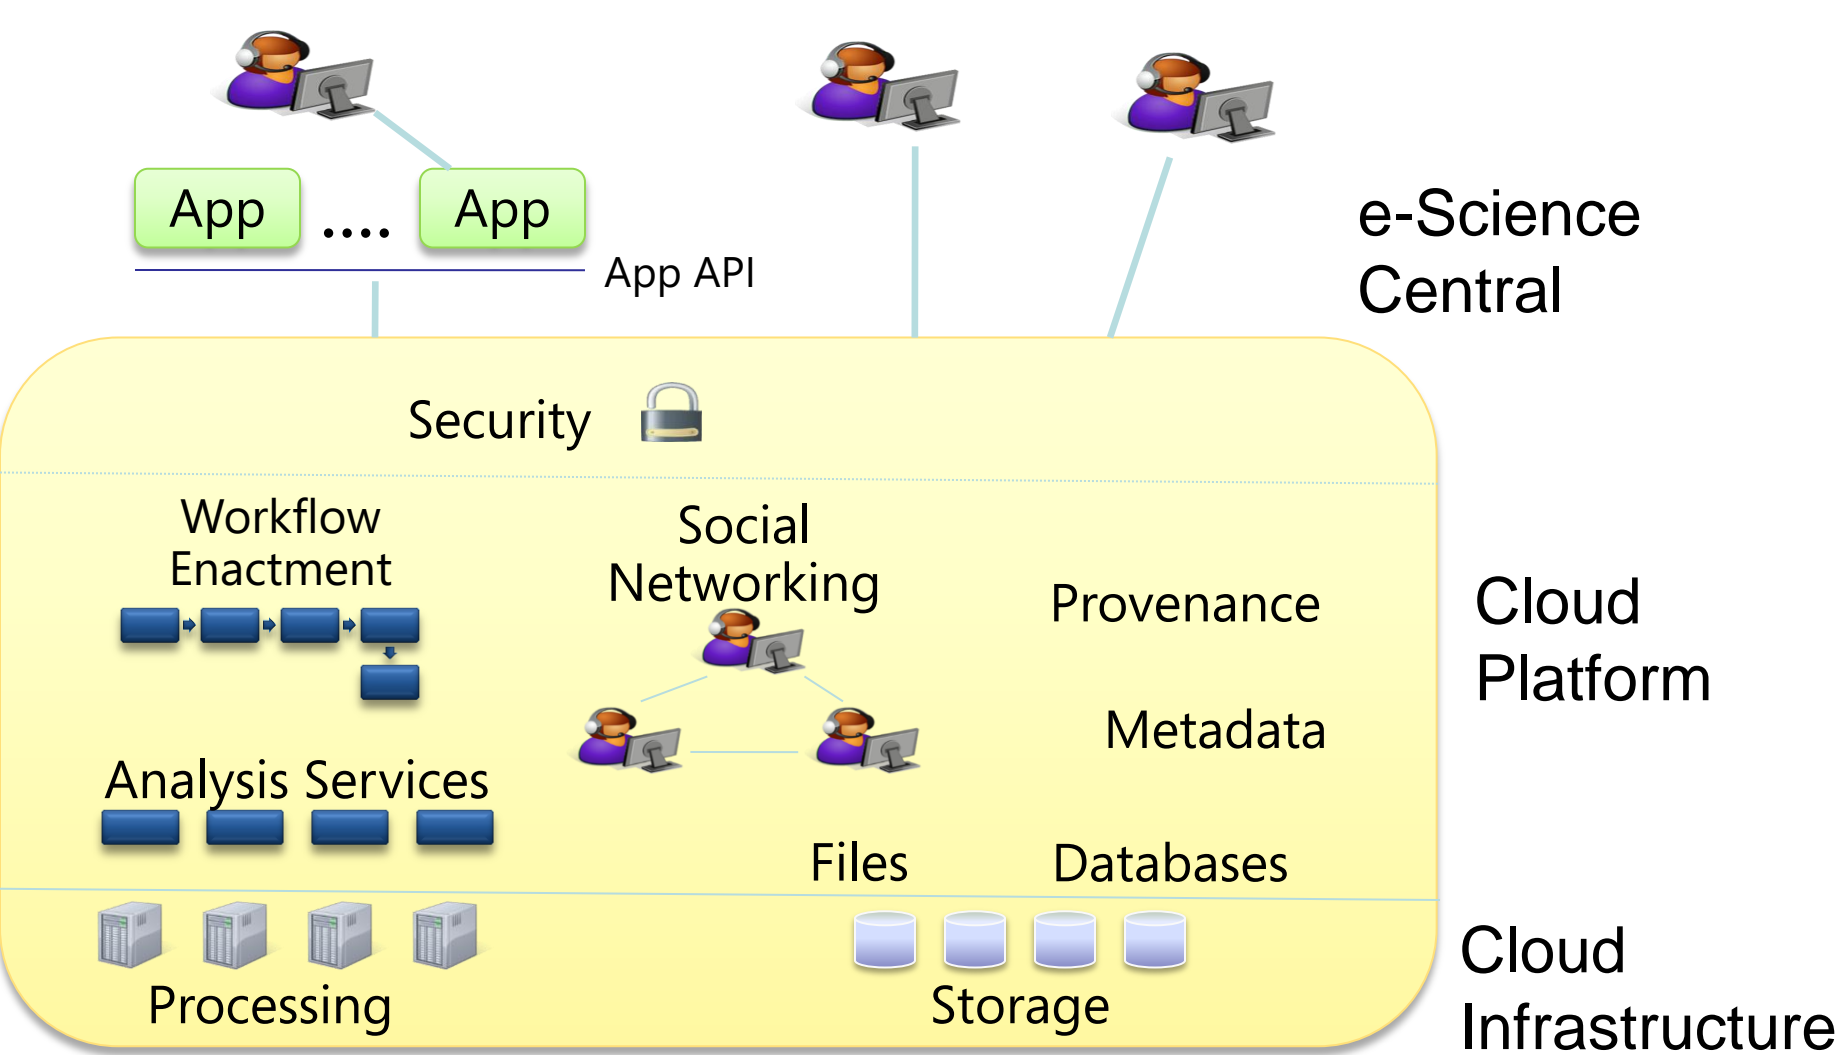 App
....
App
App API
e-Science
Central
Security
Workflow
Enactment
Social
Networking
Provenance
Metadata
Cloud
Platform
Analysis Services
Files
Databases
Processing
Storage
Cloud
Infrastructure